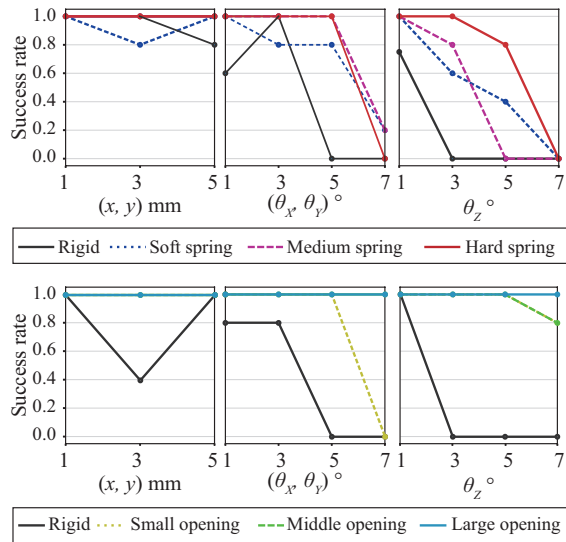 Success rate
1.0
0.8
0.6
0.4
0.2
0.0
1 3 5 1 3 5 7 1 3 5 7
(x, y) mm (θX, θY) ° θZ °
Rigid Soft spring Medium spring Hard spring
Success rate
1.0
0.8
0.6
0.4
0.2
0.0
1 3 5 1 3 5 7 1 3 5 7
(x, y) mm (θX, θY) ° θZ °
Rigid Small opening Middle opening Large opening